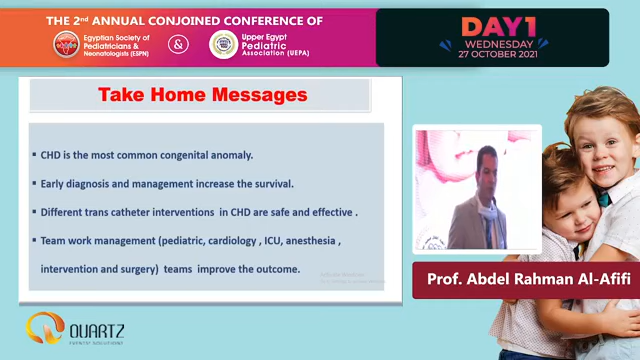 THE 2nd ANNUAL CONJOINED CONFERENCE OF
Egyptian Society of
Pediatricians &
Neonatologists (ESPN)
&
Upper Egypt
Pediatric
Association (UEPA)
DAY1
WEDNESDAY
27 OCTOBER 2021
Take Home Messages
▪ CHD is the most common congenital anomaly.
▪ Early diagnosis and management increase the survival.
▪ Different trans catheter interventions in CHD are safe and effective .
▪ Team work management (pediatric, cardiology , ICU, anesthesia ,
intervention and surgery) teams improve the outcome.
Prof. Abdel Rahman Al-Afifi
QUARTZ